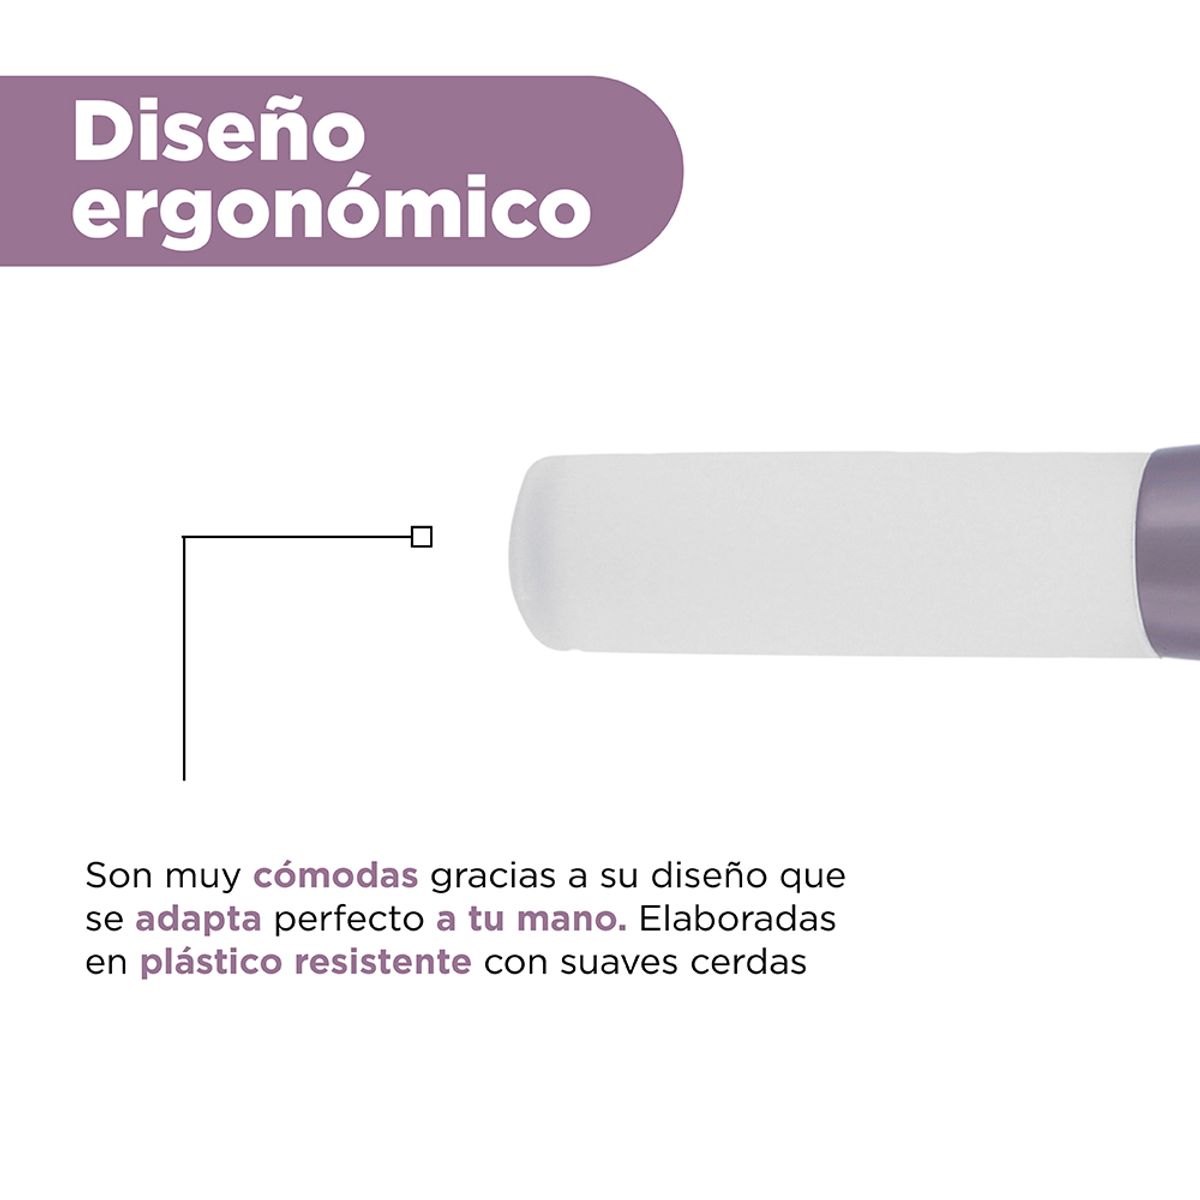 Diseño
ergonómico
Son muy cómodas gracias a su diseño que
se adapta perfecto a tu mano. Elaboradas
en plástico resistente con suaves cerdas